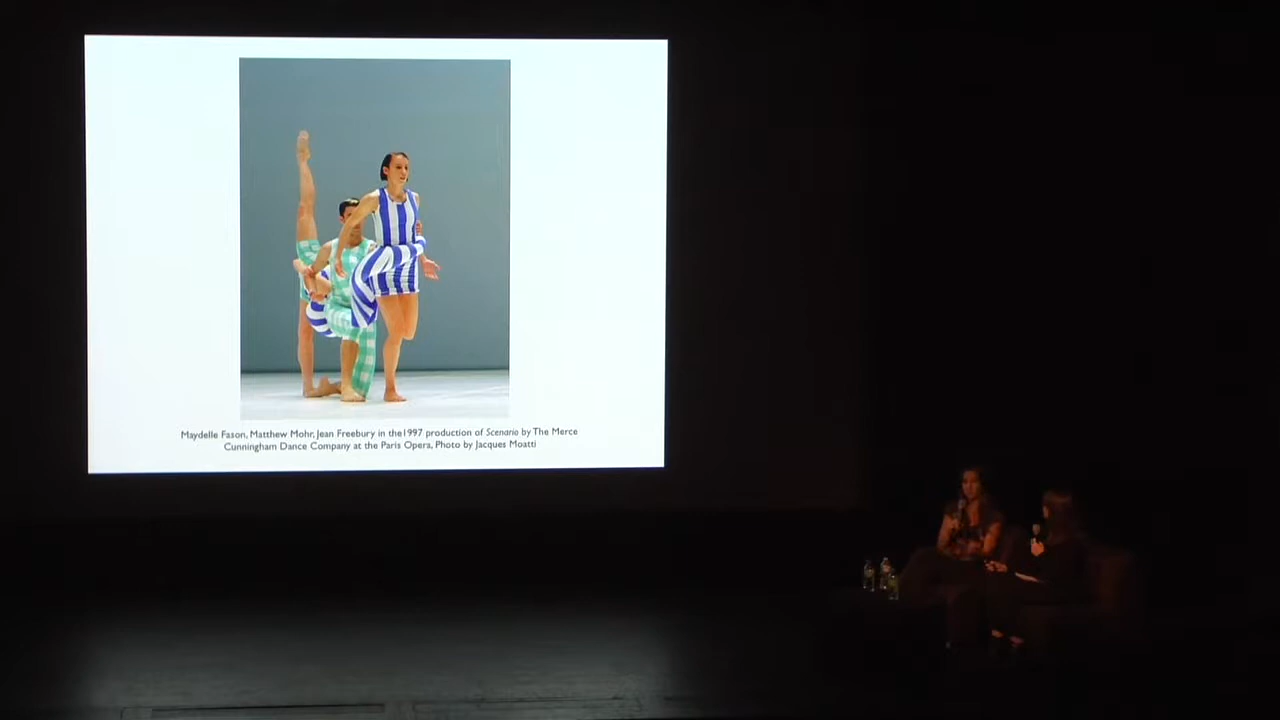 Maydelle Fason, Matthew Mohr, Jean Freebury in the1997 production of Scenario by The Merce
Cunningham Dance Company at the Paris Opera, Photo by Jacques Moatti